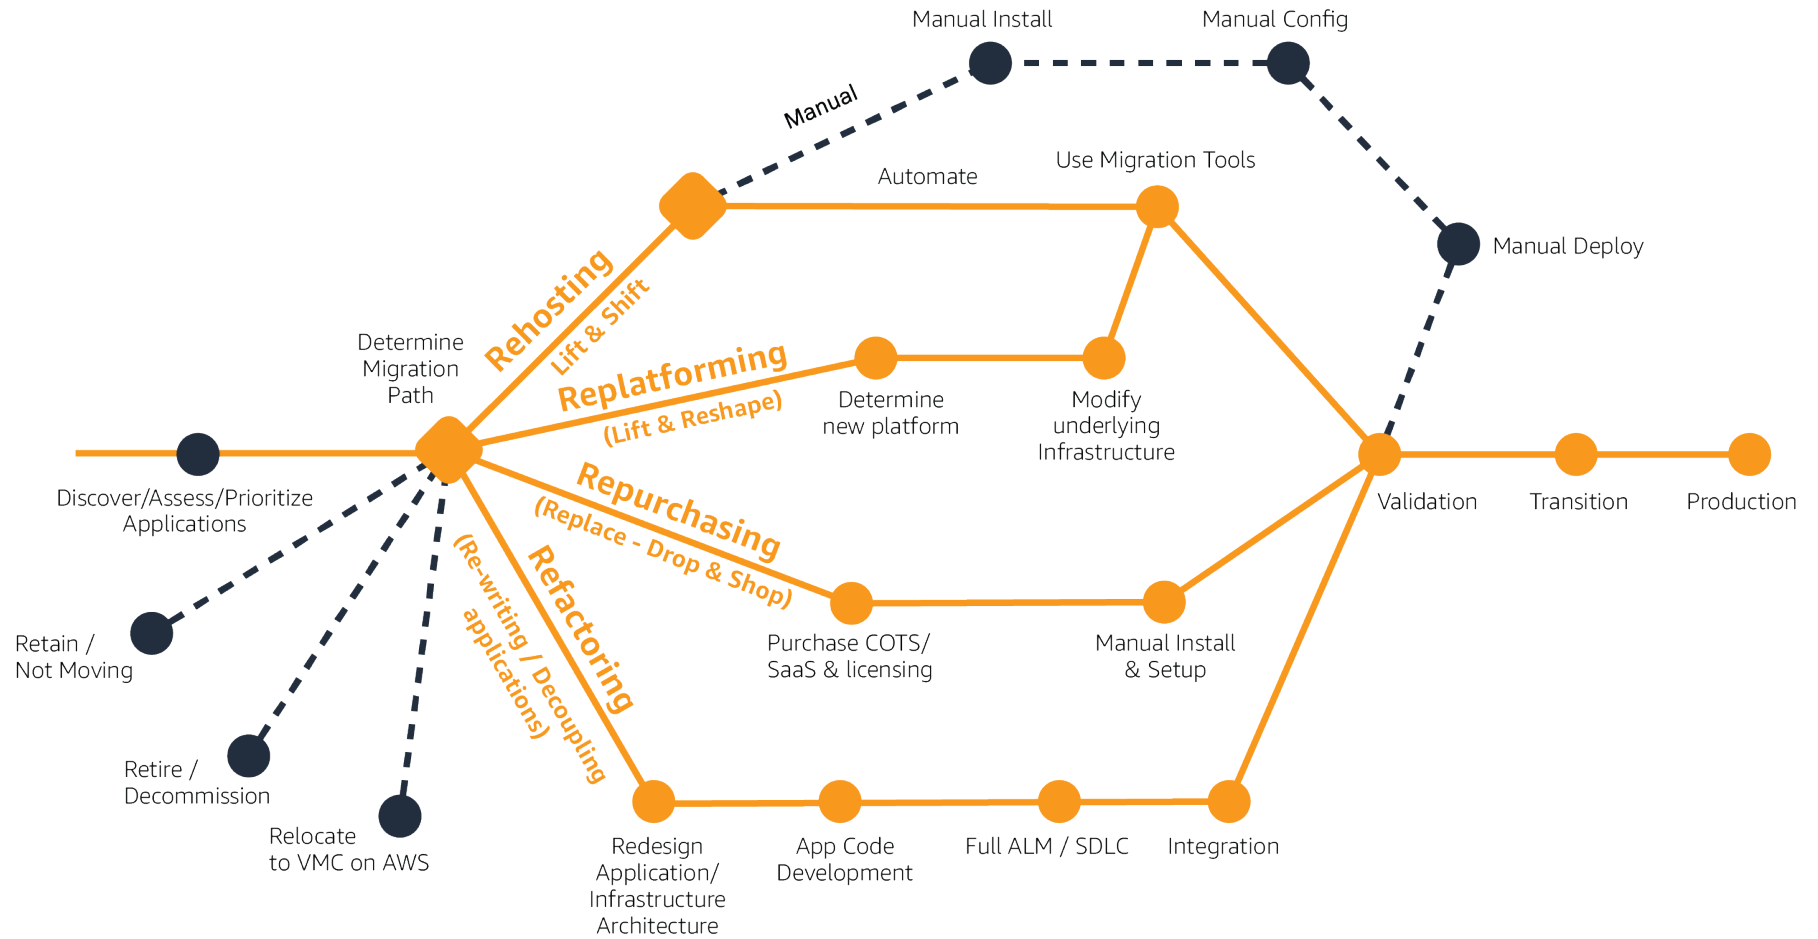 Manual Install
Manual Config
Manual
Use Migration Tools
Automate
Manual Deploy
Rehosting
Lift & Shift
Determine
Migration
Path
Replatforming
(Lift & Reshape)
Determine
new platform
Modify
underlying
Infrastructure
Discover/Assess/Prioritize
Applications
Repurchasing
(Replace - Drop & Shop)
Validation
Transition
Production
Refactoring
(Re-writing / Decoupling
applications)
Retain /
Not Moving
Purchase COTS/
SaaS & licensing
Manual Install
& Setup
Retire /
Decommission
Relocate
to VMC on AWS
Redesign
Application/
Infrastructure
Architecture
App Code
Development
Full ALM / SDLC
Integration